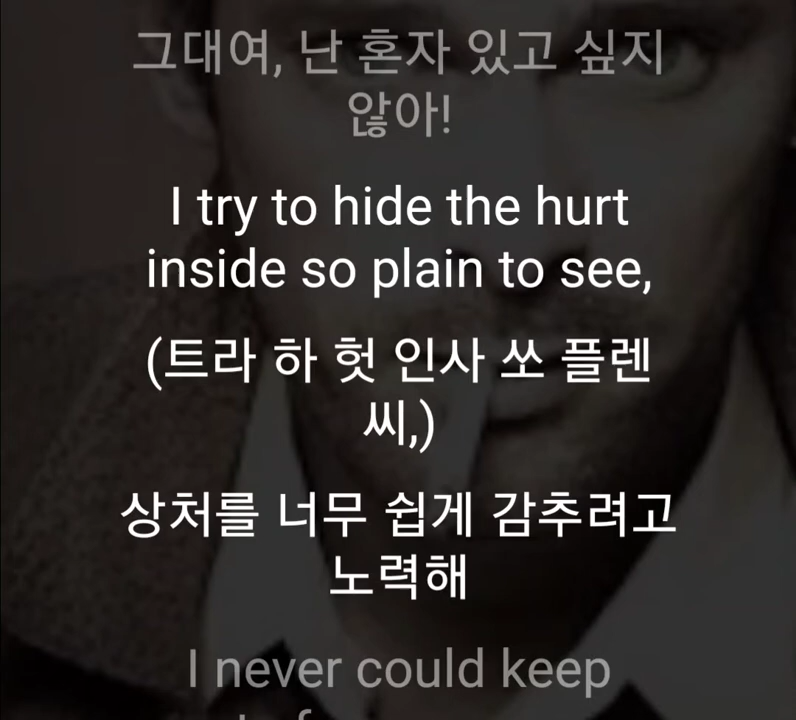 그대여, 난 혼자 있고 싶지
않아!
I try to hide the hurt
inside so plain to see,
(트라 하 헛 인사 쏘 플렌
씨,)
상처를 너무 쉽게 감추려고
노력해
I never could keep